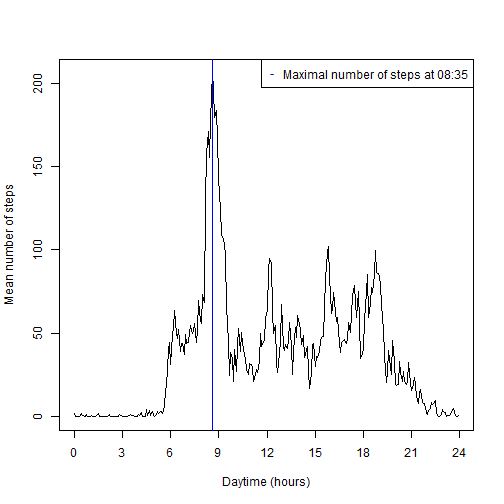 - Maximal number of steps at 08:35
Mean number of steps
200
150
100
50
0
0 3 6 9 12 15 18 21 24
Daytime (hours)